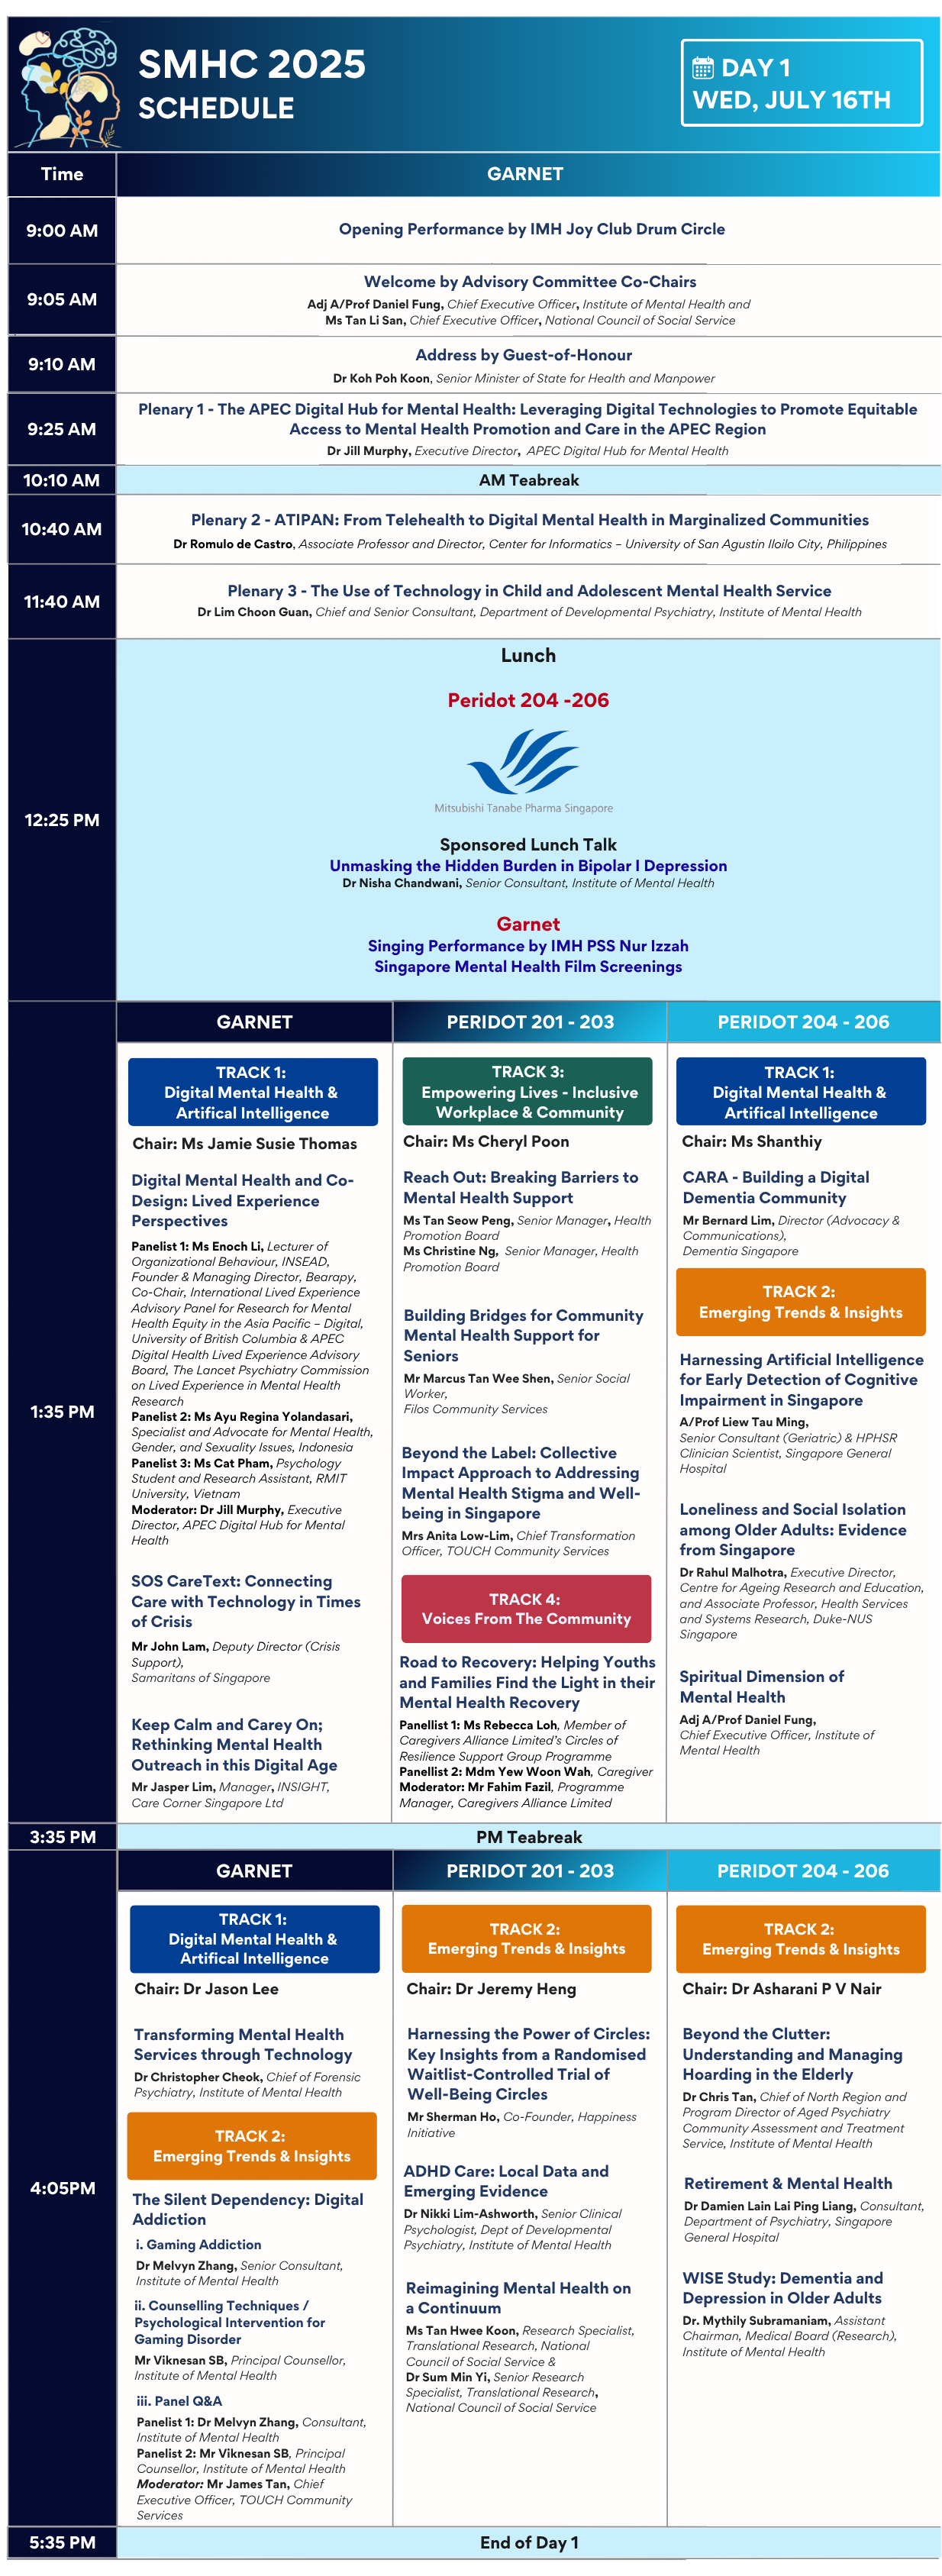 SMHC 2025
SCHEDULE
DAY 1
WED, JULY 16TH
Time
GARNET
9:00 AM
Opening Performance by IMH Joy Club Drum Circle
9:05 AM
Welcome by Advisory Committee Co-Chairs
Adj A/Prof Daniel Fung, Chief Executive Officer, Institute of Mental Health and
Ms Tan Li San, Chief Executive Officer, National Council of Social Service
9:10 AM
Address by Guest-of-Honour
Dr Koh Poh Koon, Senior Minister of State for Health and Manpower
9:25 AM
Plenary 1 - The APEC Digital Hub for Mental Health: Leveraging Digital Technologies to Promote Equitable
Access to Mental Health Promotion and Care in the APEC Region
Dr Jill Murphy, Executive Director, APEC Digital Hub for Mental Health
10:10 AM
AM Teabreak
10:40 AM
Plenary 2 - ATIPAN: From Telehealth to Digital Mental Health in Marginalized Communities
Dr Romulo de Castro, Associate Professor and Director, Center for Informatics – University of San Agustin Iloilo City, Philippines
11:40 AM
Plenary 3 - The Use of Technology in Child and Adolescent Mental Health Service
Dr Lim Choon Guan, Chief and Senior Consultant, Department of Developmental Psychiatry, Institute of Mental Health
12:25 PM
Lunch
Peridot 204 -206
Mitsubishi Tanabe Pharma Singapore
Sponsored Lunch Talk
Unmasking the Hidden Burden in Bipolar I Depression
Dr Nisha Chandwani, Senior Consultant, Institute of Mental Health
Garnet
Singing Performance by IMH PSS Nur Izzah
Singapore Mental Health Film Screenings
1:35 PM
GARNET
TRACK 1:
Digital Mental Health &
Artifical Intelligence
Chair: Ms Jamie Susie Thomas
Digital Mental Health and Co-
Design: Lived Experience
Perspectives
Panelist 1: Ms Enoch Li, Lecturer of
Organizational Behaviour, INSEAD,
Founder & Managing Director, Bearapy,
Co-Chair, International Lived Experience
Advisory Panel for Research for Mental
Health Equity in the Asia Pacific – Digital,
University of British Columbia & APEC
Digital Health Lived Experience Advisory
Board, The Lancet Psychiatry Commission
on Lived Experience in Mental Health
Research
Panelist 2: Ms Ayu Regina Yolandasari,
Specialist and Advocate for Mental Health,
Gender, and Sexuality Issues, Indonesia
Panelist 3: Ms Cat Pham, Psychology
Student and Research Assistant, RMIT
University, Vietnam
Moderator: Dr Jill Murphy, Executive
Director, APEC Digital Hub for Mental
Health
SOS CareText: Connecting
Care with Technology in Times
of Crisis
Mr John Lam, Deputy Director (Crisis
Support),
Samaritans of Singapore
Keep Calm and Carey On;
Rethinking Mental Health
Outreach in this Digital Age
Mr Jasper Lim, Manager, INSIGHT,
Care Corner Singapore Ltd
PERIDOT 201 - 203
TRACK 3:
Empowering Lives - Inclusive
Workplace & Community
Chair: Ms Cheryl Poon
Reach Out: Breaking Barriers to
Mental Health Support
Ms Tan Seow Peng, Senior Manager, Health
Promotion Board
Ms Christine Ng, Senior Manager, Health
Promotion Board
Building Bridges for Community
Mental Health Support for
Seniors
Mr Marcus Tan Wee Shen, Senior Social
Worker,
Filos Community Services
Beyond the Label: Collective
Impact Approach to Addressing
Mental Health Stigma and Well-
being in Singapore
Mrs Anita Low-Lim, Chief Transformation
Officer, TOUCH Community Services
TRACK 4:
Voices From The Community
Road to Recovery: Helping Youths
and Families Find the Light in their
Mental Health Recovery
Panellist 1: Ms Rebecca Loh, Member of
Caregivers Alliance Limited's Circles of
Resilience Support Group Programme
Panellist 2: Mdm Yew Woon Wah, Caregiver
Moderator: Mr Fahim Fazil, Programme
Manager, Caregivers Alliance Limited
PERIDOT 204 - 206
TRACK 1:
Digital Mental Health &
Artifical Intelligence
Chair: Ms Shanthiy
CARA - Building a Digital
Dementia Community
Mr Bernard Lim, Director (Advocacy &
Communications),
Dementia Singapore
TRACK 2:
Emerging Trends & Insights
Harnessing Artificial Intelligence
for Early Detection of Cognitive
Impairment in Singapore
A/Prof Liew Tau Ming,
Senior Consultant (Geriatric) & HPHSR
Clinician Scientist, Singapore General
Hospital
Loneliness and Social Isolation
among Older Adults: Evidence
from Singapore
Dr Rahul Malhotra, Executive Director,
Centre for Ageing Research and Education,
and Associate Professor, Health Services
and Systems Research, Duke-NUS
Singapore
Spiritual Dimension of
Mental Health
Adj A/Prof Daniel Fung,
Chief Executive Officer, Institute of
Mental Health
3:35 PM
PM Teabreak
4:05PM
GARNET
TRACK 1:
Digital Mental Health &
Artifical Intelligence
Chair: Dr Jason Lee
Transforming Mental Health
Services through Technology
Dr Christopher Cheok, Chief of Forensic
Psychiatry, Institute of Mental Health
TRACK 2:
Emerging Trends & Insights
The Silent Dependency: Digital
Addiction
i. Gaming Addiction
Dr Melvyn Zhang, Senior Consultant,
Institute of Mental Health
ii. Counselling Techniques /
Psychological Intervention for
Gaming Disorder
Mr Viknesan SB, Principal Counsellor,
Institute of Mental Health
iii. Panel Q&A
Panelist 1: Dr Melvyn Zhang, Consultant,
Institute of Mental Health
Panelist 2: Mr Viknesan SB, Principal
Counsellor, Institute of Mental Health
Moderator: Mr James Tan, Chief
Executive Officer, TOUCH Community
Services
PERIDOT 201 - 203
TRACK 2:
Emerging Trends & Insights
Chair: Dr Jeremy Heng
Harnessing the Power of Circles:
Key Insights from a Randomised
Waitlist-Controlled Trial of
Well-Being Circles
Mr Sherman Ho, Co-Founder, Happiness
Initiative
ADHD Care: Local Data and
Emerging Evidence
Dr Nikki Lim-Ashworth, Senior Clinical
Psychologist, Dept of Developmental
Psychiatry, Institute of Mental Health
Reimagining Mental Health on
a Continuum
Ms Tan Hwee Koon, Research Specialist,
Translational Research, National
Council of Social Service &
Dr Sum Min Yi, Senior Research
Specialist, Translational Research,
National Council of Social Service
PERIDOT 204 - 206
TRACK 2:
Emerging Trends & Insights
Chair: Dr Asharani P V Nair
Beyond the Clutter:
Understanding and Managing
Hoarding in the Elderly
Dr Chris Tan, Chief of North Region and
Program Director of Aged Psychiatry
Community Assessment and Treatment
Service, Institute of Mental Health
Retirement & Mental Health
Dr Damien Lain Lai Ping Liang, Consultant,
Department of Psychiatry, Singapore
General Hospital
WISE Study: Dementia and
Depression in Older Adults
Dr. Mythily Subramaniam, Assistant
Chairman, Medical Board (Research),
Institute of Mental Health
5:35 PM
End of Day 1